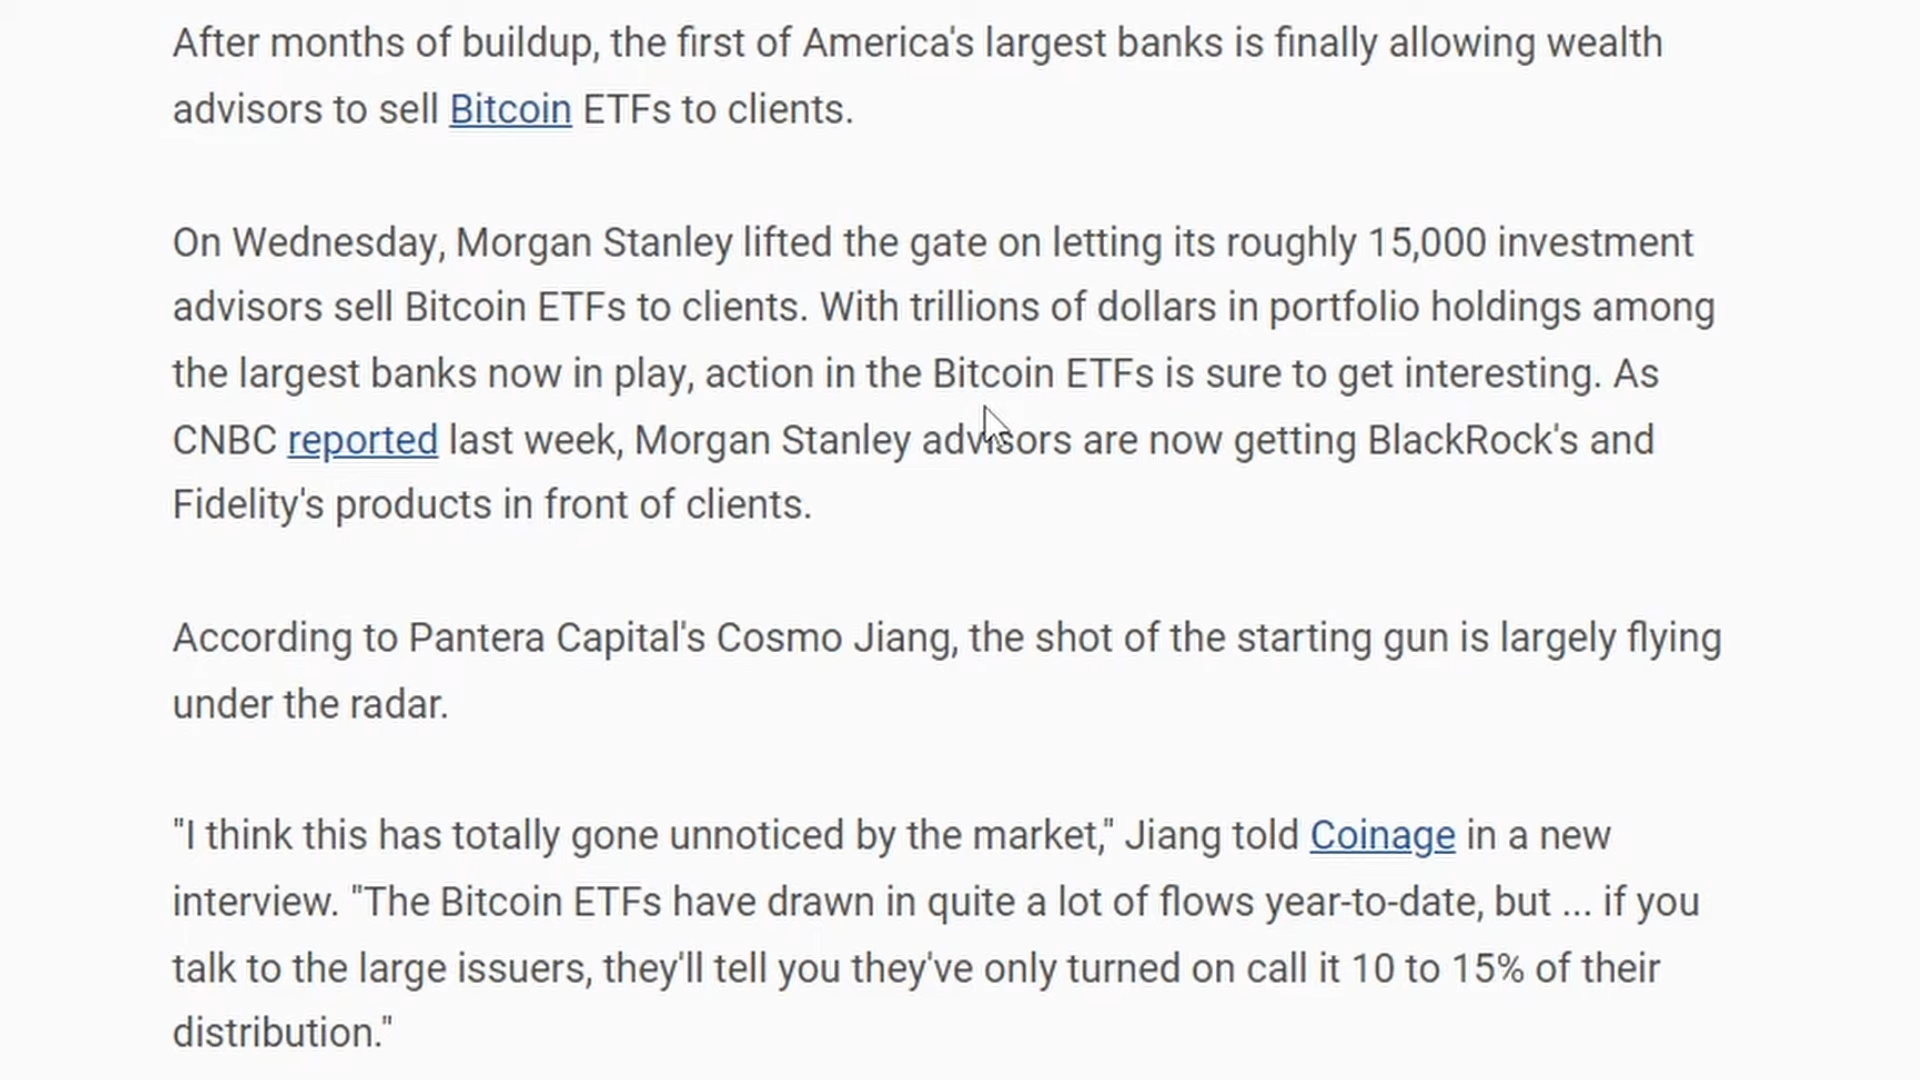 After months of buildup, the first of America's largest banks is finally allowing wealth
advisors to sell Bitcoin ETFs to clients.
On Wednesday, Morgan Stanley lifted the gate on letting its roughly 15,000 investment
advisors sell Bitcoin ETFs to clients. With trillions of dollars in portfolio holdings among
the largest banks now in play, action in the Bitcoin ETFs is sure to get interesting. As
CNBC reported last week, Morgan Stanley advisors are now getting BlackRock's and
Fidelity's products in front of clients.
According to Pantera Capital's Cosmo Jiang, the shot of the starting gun is largely flying
under the radar.
"I think this has totally gone unnoticed by the market," Jiang told Coinage in a new
interview. "The Bitcoin ETFs have drawn in quite a lot of flows year-to-date, but ... if you
talk to the large issuers, they'll tell you they've only turned on call it 10 to 15% of their
distribution."